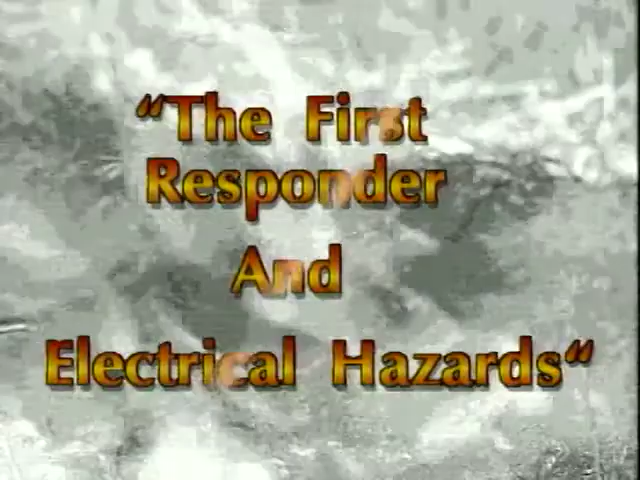 “The First
Responder
And
Electrical Hazards“